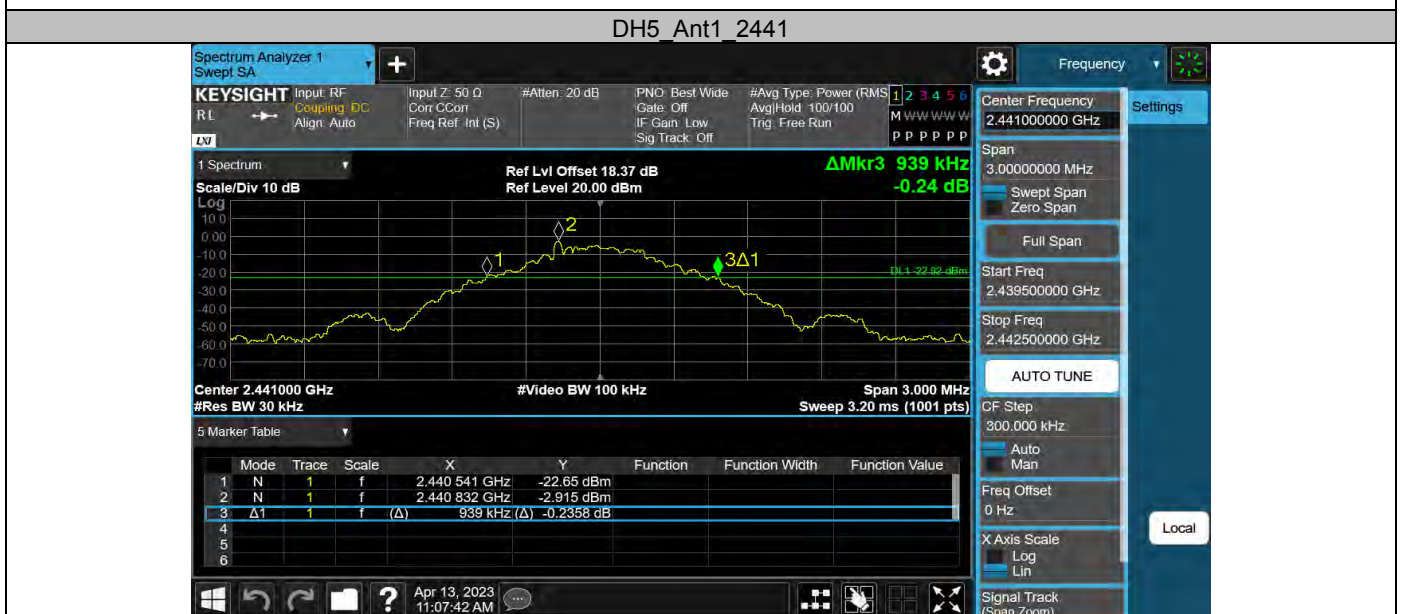 DH5_Ant1_2441
Spectrum Analyzer 1
Swept SA
+
Frequency
KEYSIGHT
RL
LXI
Input: RF
Coupling: DC
Align: Auto
Input Z: 50 Ω
Corr CCorr
Freq Ref: Int (S)
#Atten: 20 dB
PNO: Best Wide
Gate: Off
IF Gain: Low
Sig Track: Off
#Avg Type: Power (RMS
Avg|Hold: 100/100
Trig: Free Run
1 2 3 4 5 6
M W W W W W
P P P P P P
Center Frequency
2.441000000 GHz
Settings
1 Spectrum
Scale/Div 10 dB
Ref Lvl Offset 18.37 dB
Ref Level 20.00 dBm
ΔMkr3 939 kHz
-0.24 dB
Span
3.00000000 MHz
Swept Span
Zero Span
Log
10.0
0.00
-10.0
-20.0
-30.0
-40.0
-50.0
-60.0
-70.0
1
2
3Δ1
DL1 -22.92 dBm
Full Span
Start Freq
2.439500000 GHz
Stop Freq
2.442500000 GHz
AUTO TUNE
Center 2.441000 GHz
#Video BW 100 kHz
Span 3.000 MHz
#Res BW 30 kHz
Sweep 3.20 ms (1001 pts)
CF Step
300.000 kHz
Auto
Man
5 Marker Table
Mode Trace Scale X Y Function Function Width Function Value
1 N 1 f 2.440 541 GHz -22.65 dBm
2 N 1 f 2.440 832 GHz -2.915 dBm
3 Δ1 1 f (Δ) 939 kHz (Δ) -0.2358 dB
4
5
6
Freq Offset
0 Hz
Local
X Axis Scale
Log
Lin
?
Apr 13, 2023
11:07:42 AM
Signal Track
(Span Zoom)